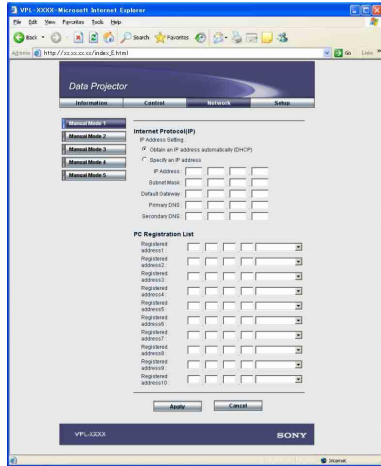 VPL-XXXX-Microsoft Internet Explorer
File Edit View Favorites Tools Help
Back Search Favorites
Address http://xx.xx.xx.xx/index_E.html Go Links
Data Projector
Information Control Network Setup
Manual Mode 1
Manual Mode 2
Manual Mode 3
Manual Mode 4
Manual Mode 5
Internet Protocol(IP)
IP Address Setting:
Obtain an IP address automatically (DHCP)
Specify an IP address
IP Address:
Subnet Mask:
Default Gateway:
Primary DNS:
Secondary DNS:
PC Registration List
Registered address1:
Registered address2:
Registered address3:
Registered address4:
Registered address5:
Registered address6:
Registered address7:
Registered address8:
Registered address9:
Registered address10:
Apply Cancel
VPL-XXXX SONY
Internet